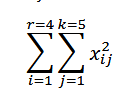 r=4 k=5
∑ ∑ x²ᵢⱼ
i=1 j=1